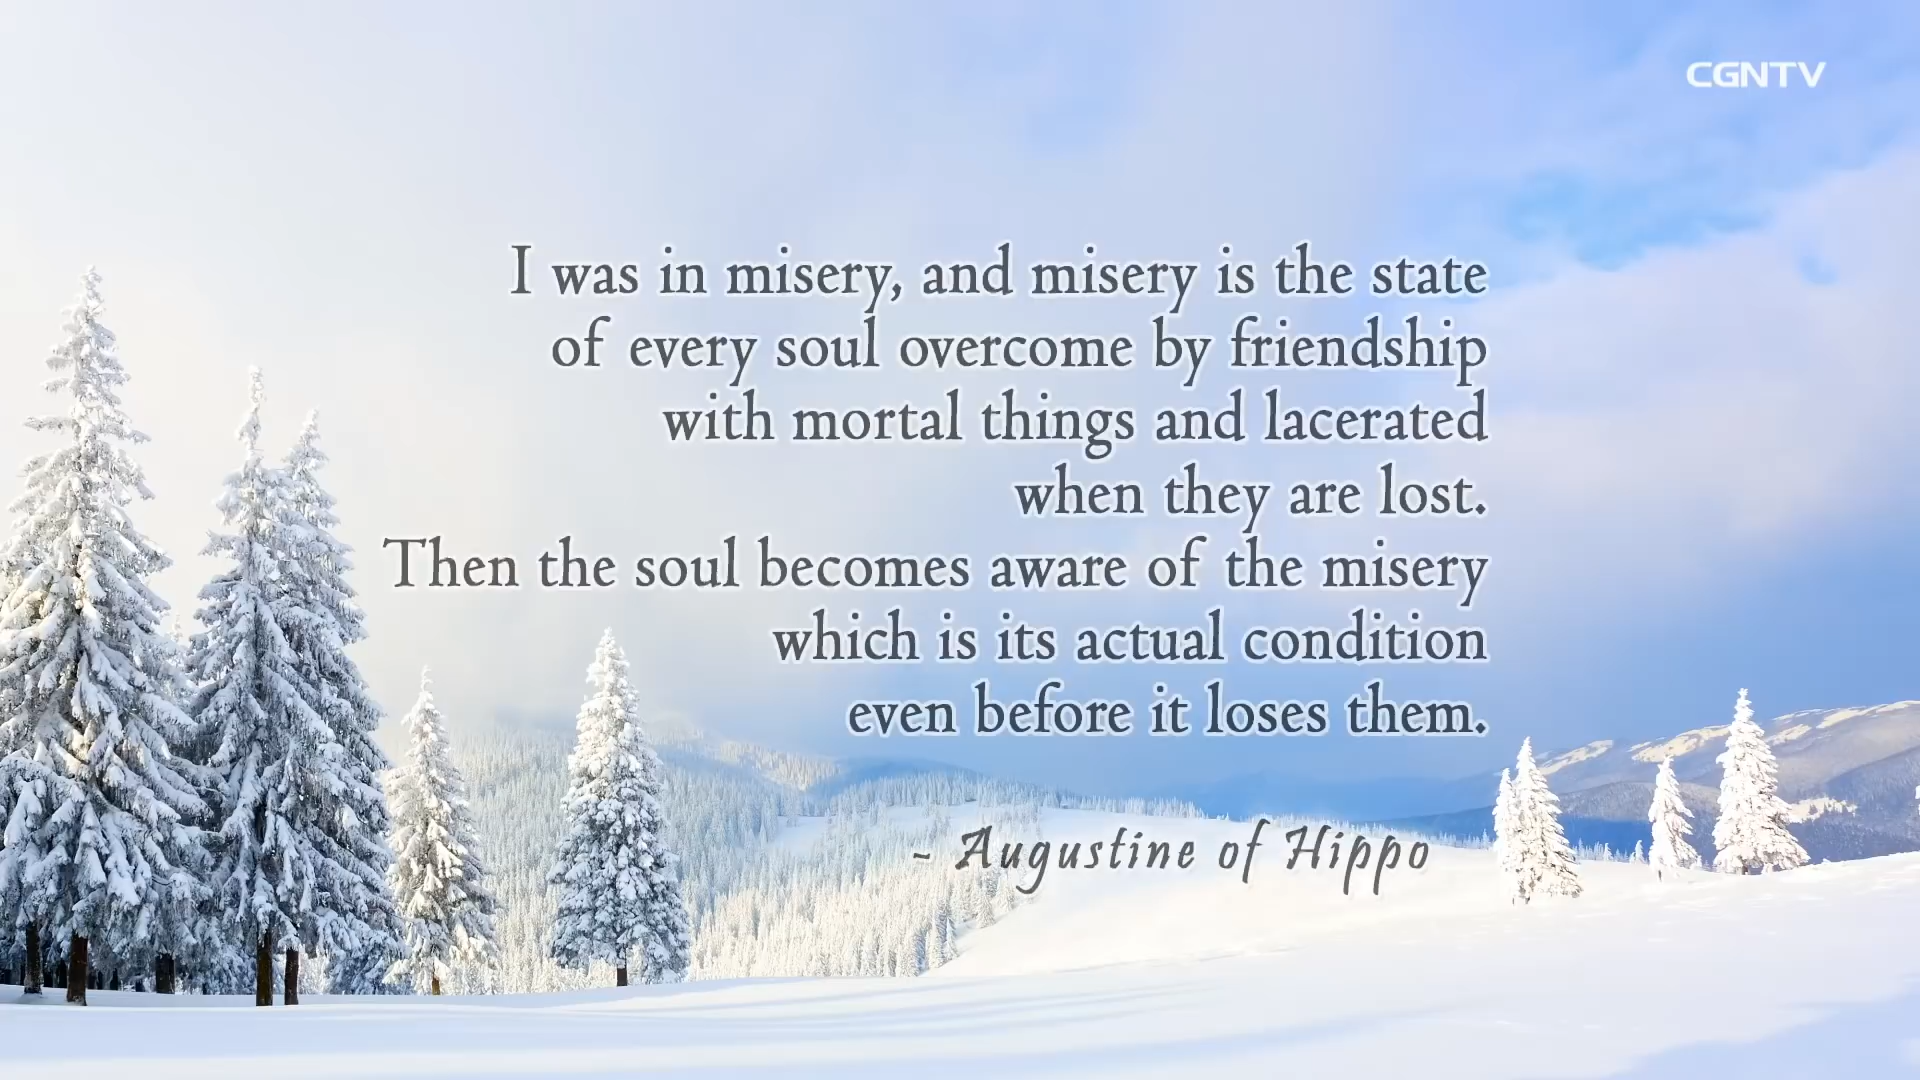 CGNTV
I was in misery, and misery is the state
of every soul overcome by friendship
with mortal things and lacerated
when they are lost.
Then the soul becomes aware of the misery
which is its actual condition
even before it loses them.
- Augustine of Hippo